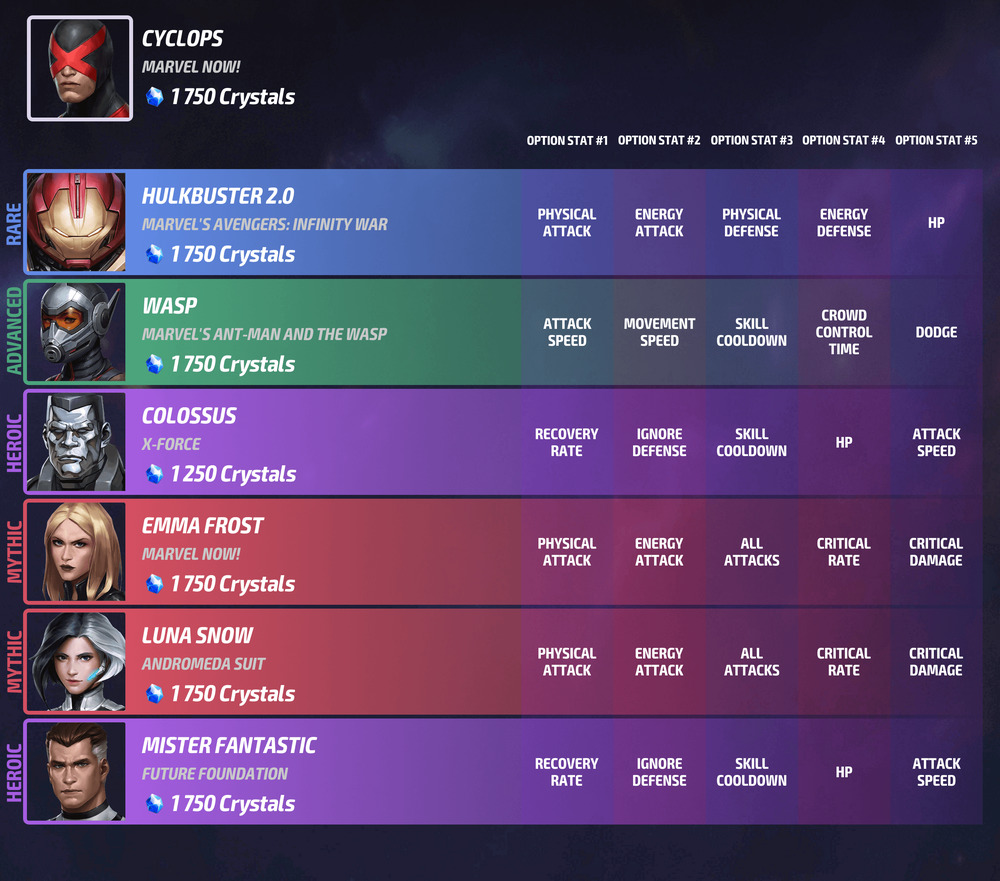 CYCLOPS
MARVEL NOW!
1 750 Crystals
OPTION STAT #1 OPTION STAT #2 OPTION STAT #3 OPTION STAT #4 OPTION STAT #5
RARE
HULKBUSTER 2.0
MARVEL'S AVENGERS: INFINITY WAR
1 750 Crystals
PHYSICAL
ATTACK
ENERGY
ATTACK
PHYSICAL
DEFENSE
ENERGY
DEFENSE
HP
ADVANCED
WASP
MARVEL'S ANT-MAN AND THE WASP
1 750 Crystals
ATTACK
SPEED
MOVEMENT
SPEED
SKILL
COOLDOWN
CROWD
CONTROL
TIME
DODGE
HEROIC
COLOSSUS
X-FORCE
1 250 Crystals
RECOVERY
RATE
IGNORE
DEFENSE
SKILL
COOLDOWN
HP
ATTACK
SPEED
MYTHIC
EMMA FROST
MARVEL NOW!
1 750 Crystals
PHYSICAL
ATTACK
ENERGY
ATTACK
ALL
ATTACKS
CRITICAL
RATE
CRITICAL
DAMAGE
MYTHIC
LUNA SNOW
ANDROMEDA SUIT
1 750 Crystals
PHYSICAL
ATTACK
ENERGY
ATTACK
ALL
ATTACKS
CRITICAL
RATE
CRITICAL
DAMAGE
HEROIC
MISTER FANTASTIC
FUTURE FOUNDATION
1 750 Crystals
RECOVERY
RATE
IGNORE
DEFENSE
SKILL
COOLDOWN
HP
ATTACK
SPEED